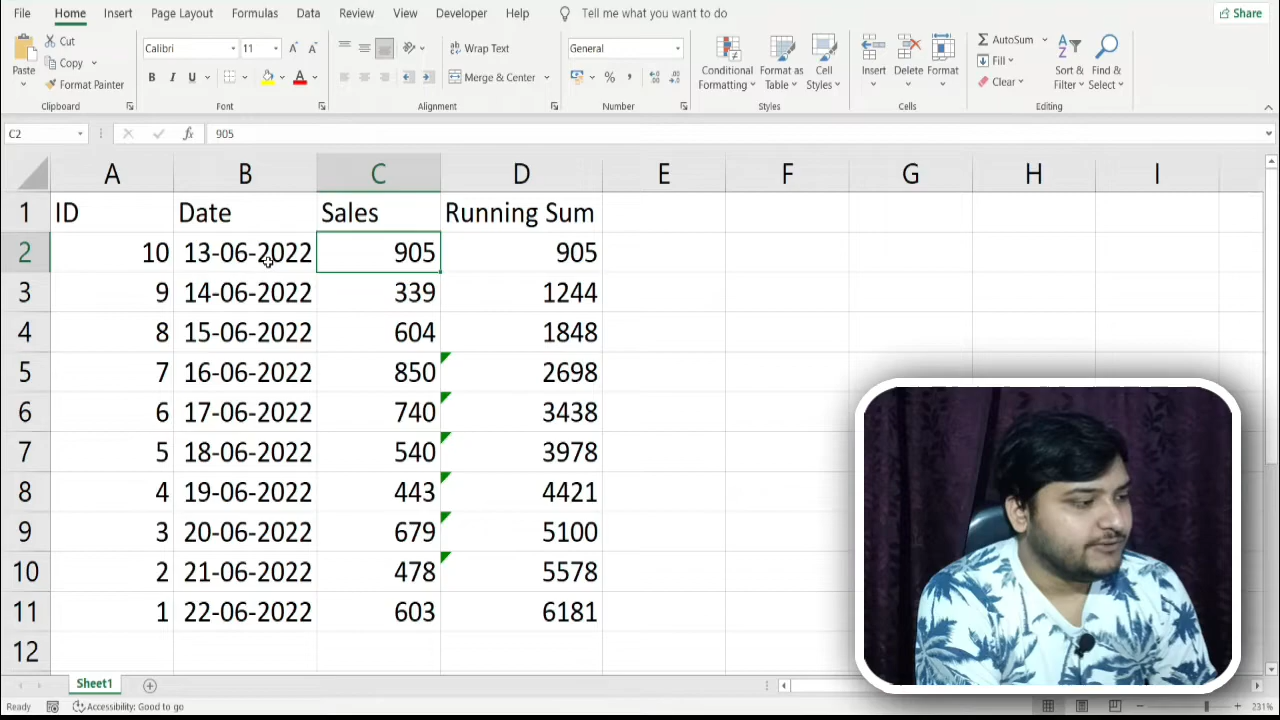 File Home Insert Page Layout Formulas Data Review View Developer Help Tell me what you want to do Share
Cut
Copy
Format Painter
Paste
Clipboard
Calibri 11
B I U
Font
Wrap Text
Merge & Center
Alignment
General
%
Number
Conditional Formatting
Format as Table
Cell Styles
Styles
Insert Delete Format
Cells
AutoSum
Fill
Clear
Sort & Filter
Find & Select
Editing
C2 fx 905
A B C D E F G H I
1 ID Date Sales Running Sum
2 10 13-06-2022 905 905
3 9 14-06-2022 339 1244
4 8 15-06-2022 604 1848
5 7 16-06-2022 850 2698
6 6 17-06-2022 740 3438
7 5 18-06-2022 540 3978
8 4 19-06-2022 443 4421
9 3 20-06-2022 679 5100
10 2 21-06-2022 478 5578
11 1 22-06-2022 603 6181
12
Sheet1
Ready Accessibility: Good to go 231%